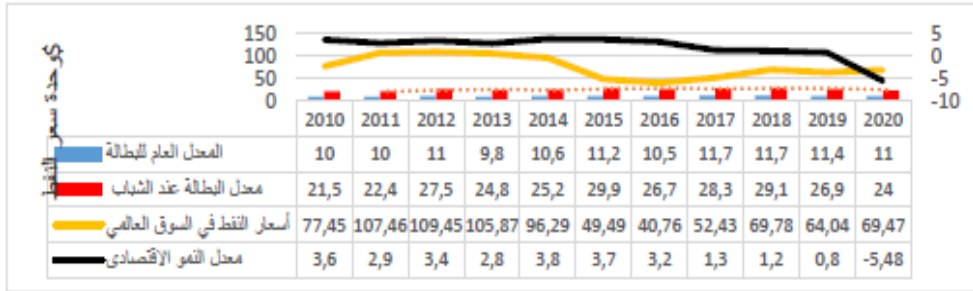 150
100
50
0
5
0
-5
-10
وحدة سعر النفط $
2010 2011 2012 2013 2014 2015 2016 2017 2018 2019 2020
المعدل العام للبطالة 10 10 11 9,8 10,6 11,2 10,5 11,7 11,7 11,4 11
معدل البطالة عند الشباب 21,5 22,4 27,5 24,8 25,2 29,9 26,7 28,3 29,1 26,9 24
أسعار النفط في السوق العالمي 77,45 107,46 109,45 105,87 96,29 49,49 40,76 52,43 69,78 64,04 69,47
معدل النمو الاقتصادي 3,6 2,9 3,4 2,8 3,8 3,7 3,2 1,3 1,2 0,8 -5,48